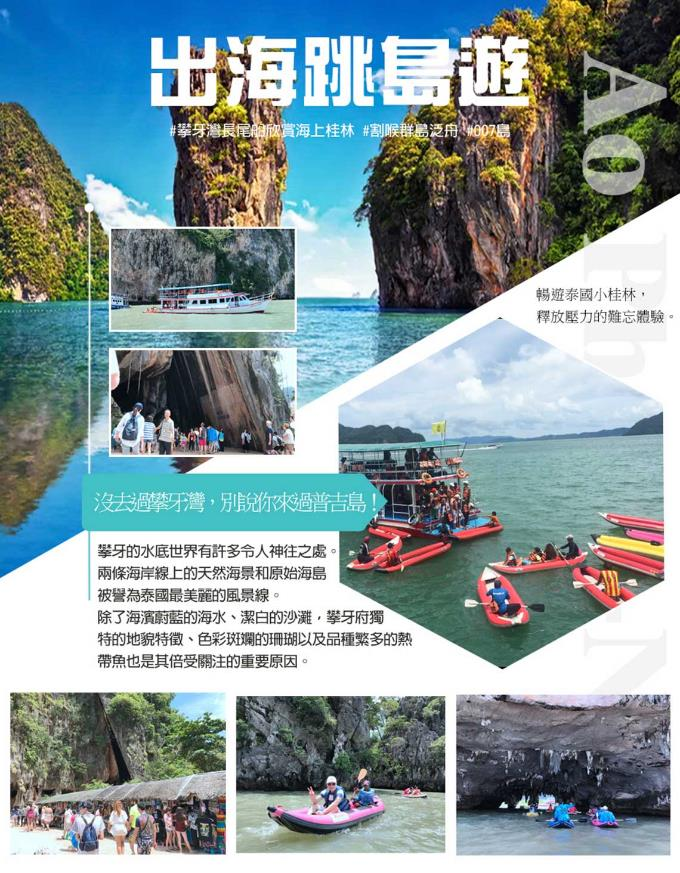 出海跳島遊
#攀牙灣長尾船欣賞海上桂林 #割喉群島泛舟 #007島
Ao Ph
N
暢遊泰國小桂林，
釋放壓力的難忘體驗。
沒去過攀牙灣，別說你來過普吉島！
攀牙的水底世界有許多令人神往之處。
兩條海岸線上的天然海景和原始海島
被譽為泰國最美麗的風景線。
除了海濱蔚藍的海水、潔白的沙灘，攀牙府獨
特的地貌特徵、色彩斑斕的珊瑚以及品種繁多的熱
帶魚也是其倍受關注的重要原因。